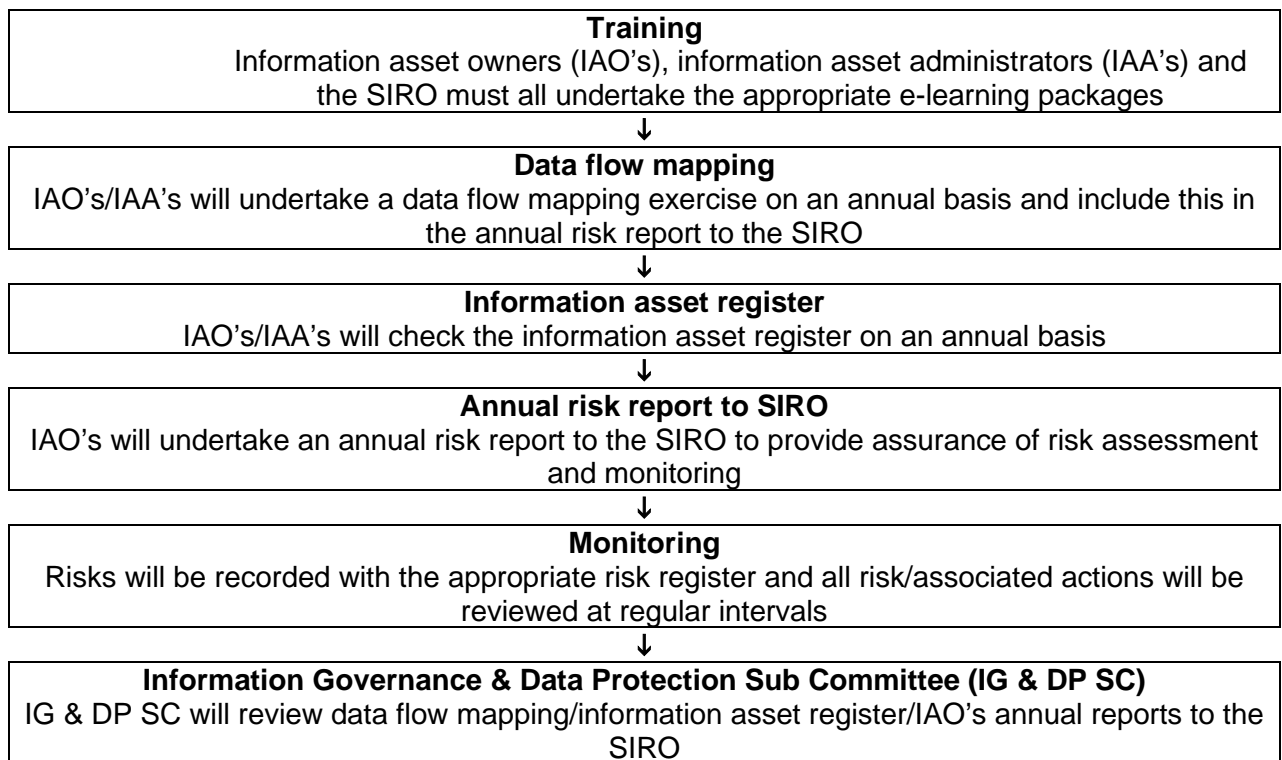 Training
Information asset owners (IAO’s), information asset administrators (IAA’s) and
the SIRO must all undertake the appropriate e-learning packages
↓
Data flow mapping
IAO’s/IAA’s will undertake a data flow mapping exercise on an annual basis and include this in
the annual risk report to the SIRO
↓
Information asset register
IAO’s/IAA’s will check the information asset register on an annual basis
↓
Annual risk report to SIRO
IAO’s will undertake an annual risk report to the SIRO to provide assurance of risk assessment
and monitoring
↓
Monitoring
Risks will be recorded with the appropriate risk register and all risk/associated actions will be
reviewed at regular intervals
↓
Information Governance & Data Protection Sub Committee (IG & DP SC)
IG & DP SC will review data flow mapping/information asset register/IAO’s annual reports to the
SIRO